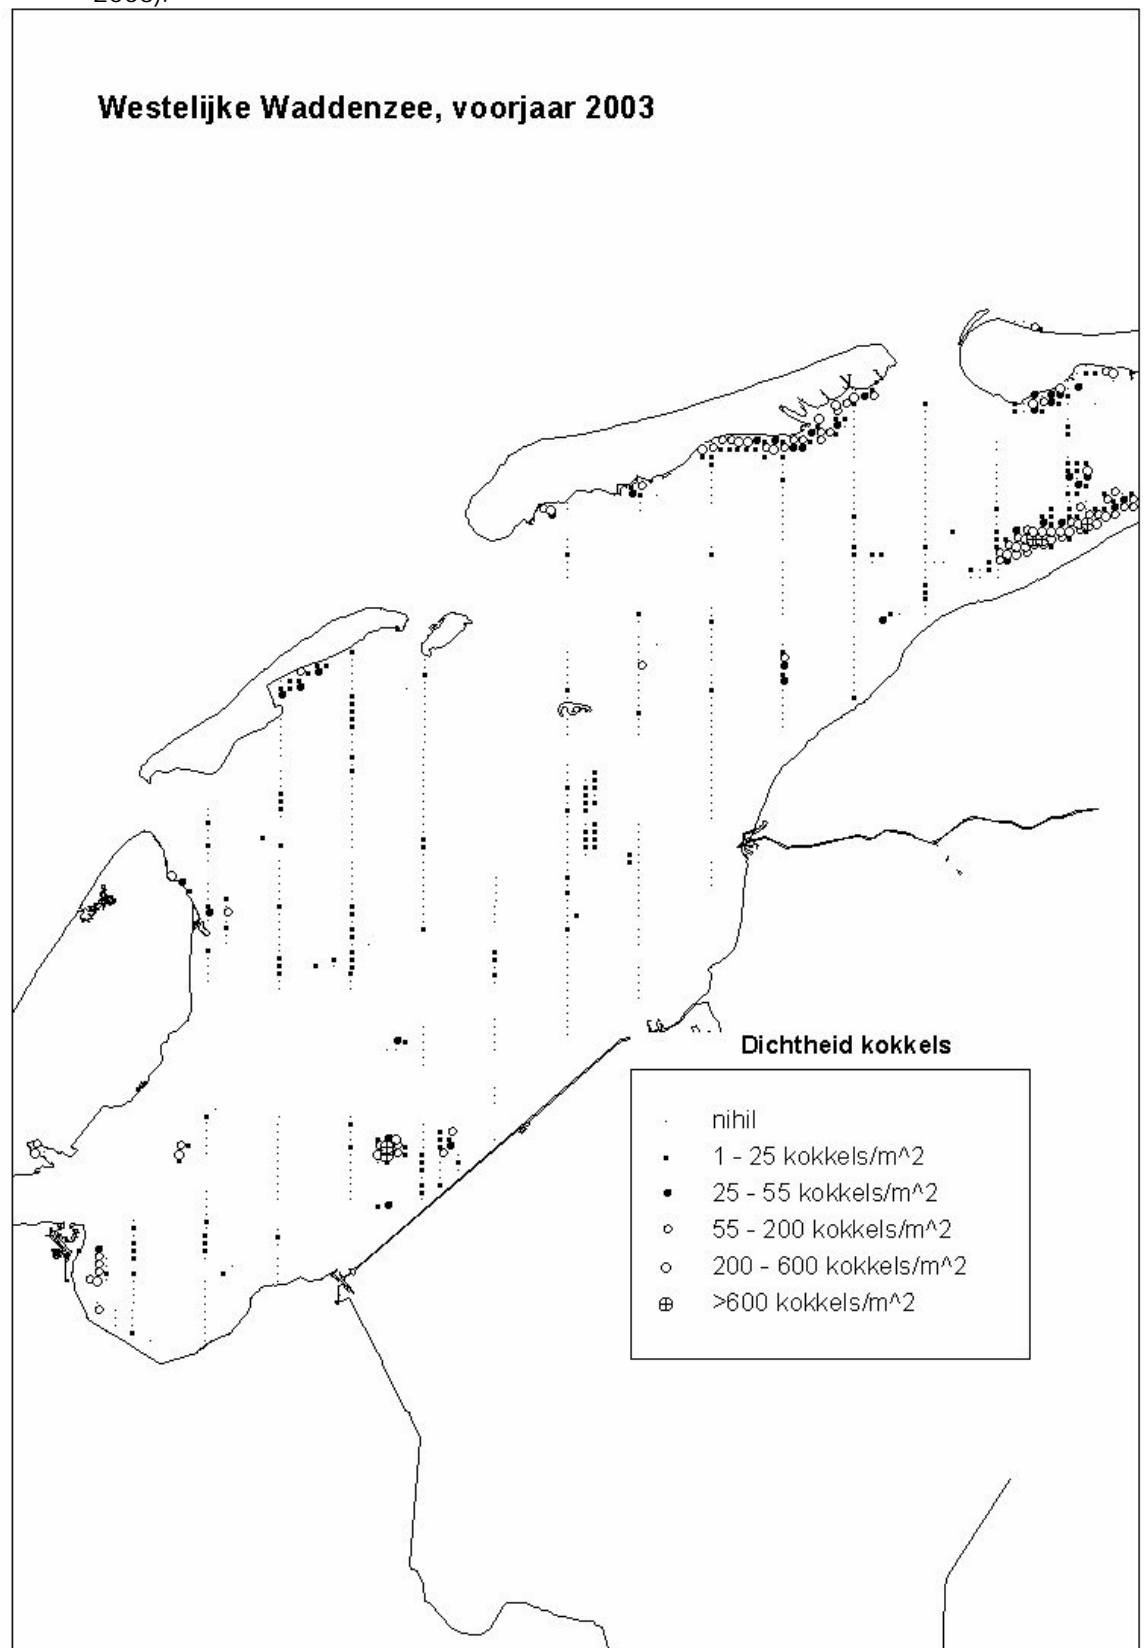 2003).
Westelijke Waddenzee, voorjaar 2003
Dichtheid kokkels
nihil
1 - 25 kokkels/m^2
25 - 55 kokkels/m^2
55 - 200 kokkels/m^2
200 - 600 kokkels/m^2
>600 kokkels/m^2